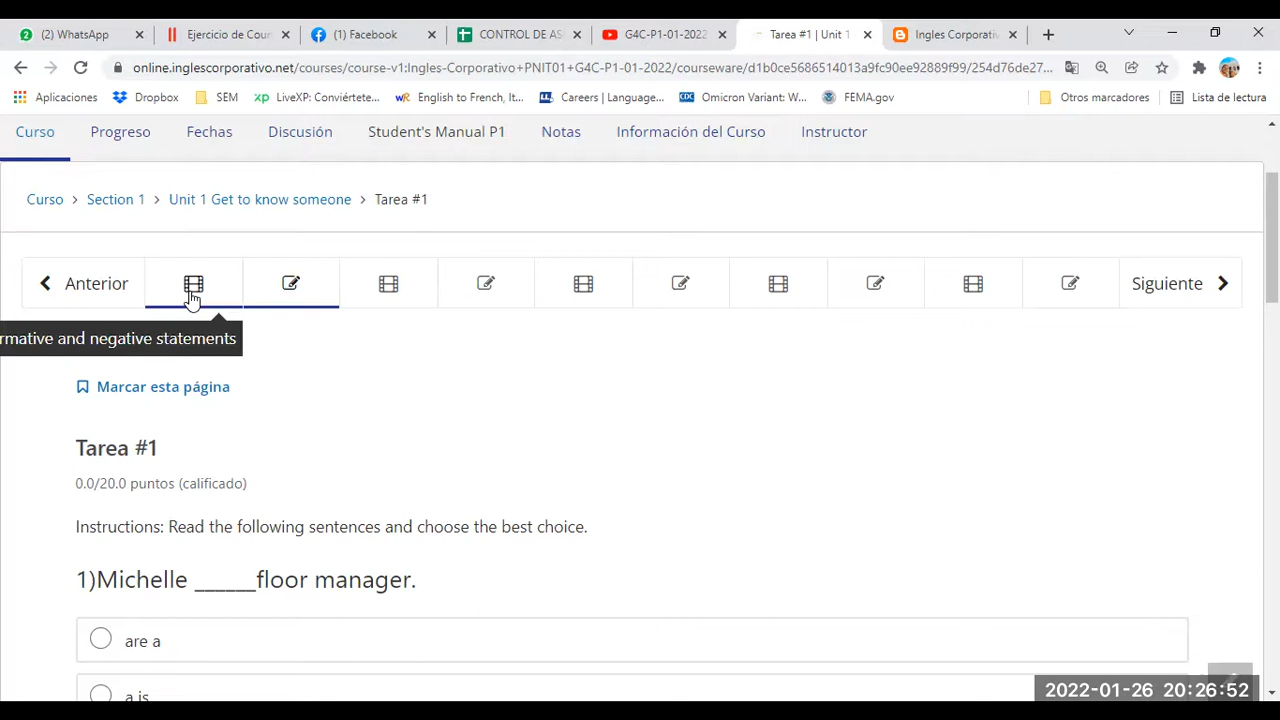 (2) WhatsApp
Ejercicio de Cour
(1) Facebook
CONTROL DE AS
G4C-P1-01-2022
Tarea #1 | Unit 1
Ingles Corporativ
online.inglescorporativo.net/courses/course-v1:Ingles-Corporativo+PNIT01+G4C-P1-01-2022/courseware/d1b0ce5686514013a9fc90ee92889f99/254d76de27...
Aplicaciones
Dropbox
SEM
LiveXP: Conviértete...
English to French, It...
Careers | Language...
Omicron Variant: W...
FEMA.gov
Otros marcadores
Lista de lectura
Curso
Progreso
Fechas
Discusión
Student's Manual P1
Notas
Información del Curso
Instructor
Curso > Section 1 > Unit 1 Get to know someone > Tarea #1
Anterior
Siguiente
rmative and negative statements
Marcar esta página
Tarea #1
0.0/20.0 puntos (calificado)
Instructions: Read the following sentences and choose the best choice.
1)Michelle ______floor manager.
are a
a is
2022-01-26 20:26:52